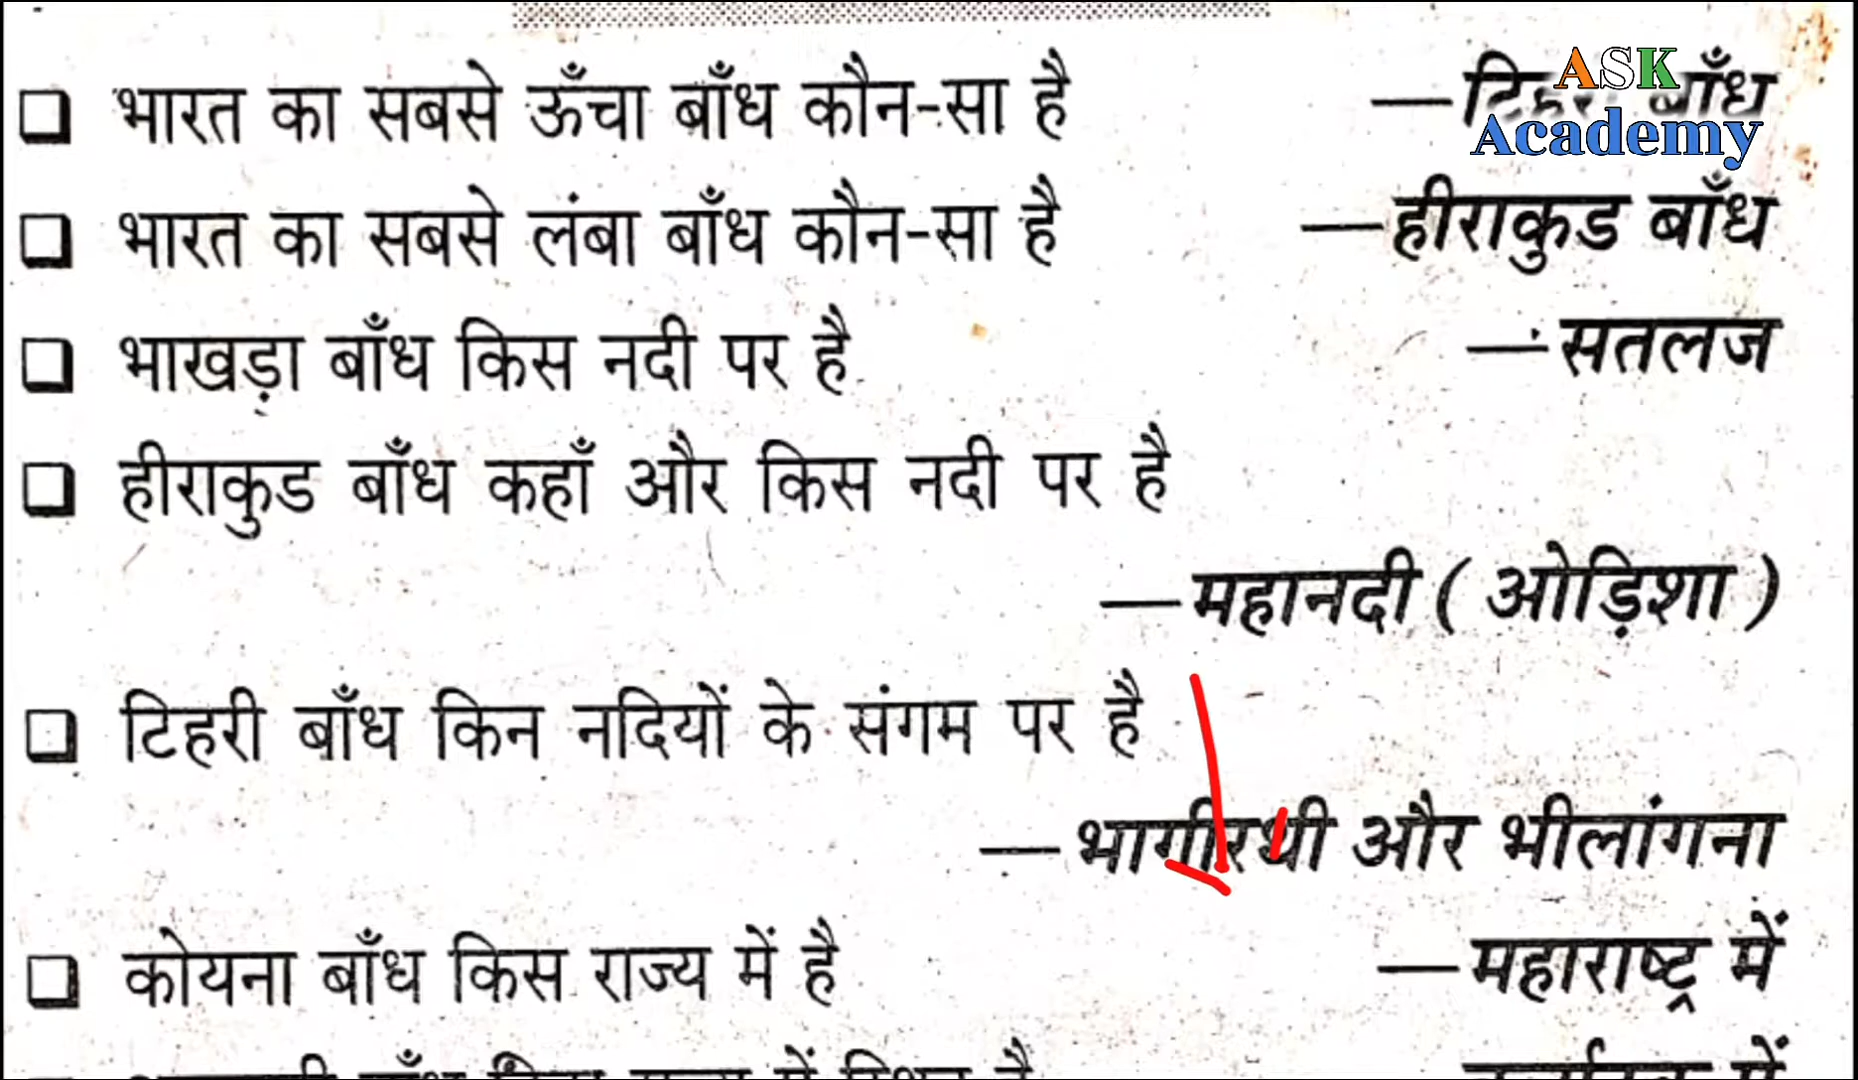 ❑ भारत का सबसे ऊँचा बाँध कौन-सा है — बाँध
ASK
Academy
❑ भारत का सबसे लंबा बाँध कौन-सा है —हीराकुड बाँध
❑ भाखड़ा बाँध किस नदी पर है —सतलज
❑ हीराकुड बाँध कहाँ और किस नदी पर है
—महानदी ( ओड़िशा )
❑ टिहरी बाँध किन नदियों के संगम पर है
—भागीरथी और भीलांगना
❑ कोयना बाँध किस राज्य में है —महाराष्ट्र में